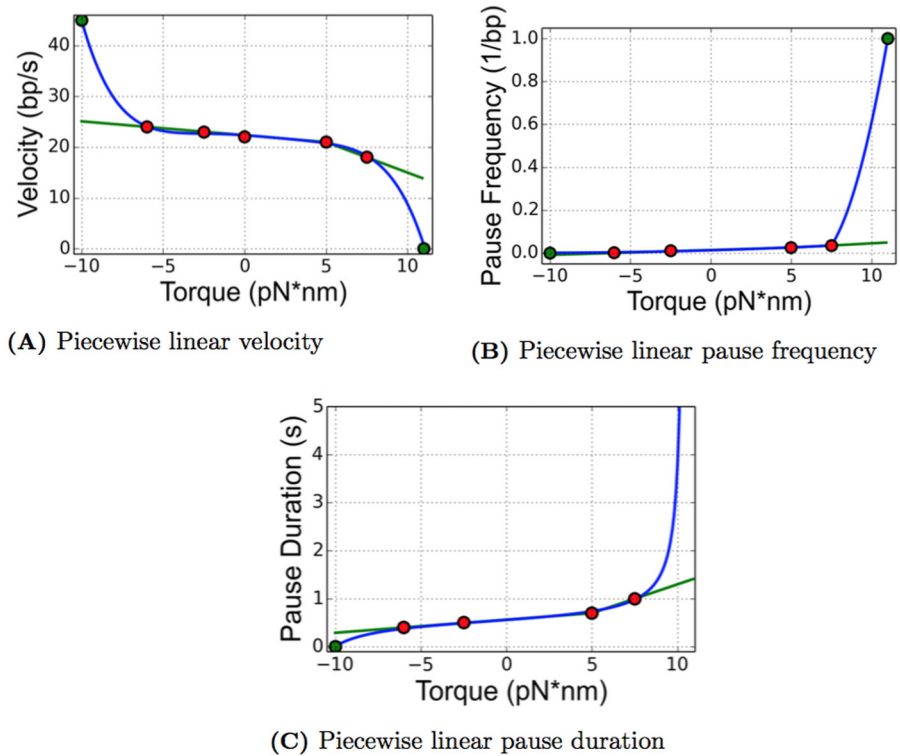 Velocity (bp/s)
40
30
20
10
0
−10 −5 0 5 10
Torque (pN*nm)
(A) Piecewise linear velocity
Pause Frequency (1/bp)
1.0
0.8
0.6
0.4
0.2
0.0
−10 −5 0 5 10
Torque (pN*nm)
(B) Piecewise linear pause frequency
Pause Duration (s)
5
4
3
2
1
0
−10 −5 0 5 10
Torque (pN*nm)
(C) Piecewise linear pause duration